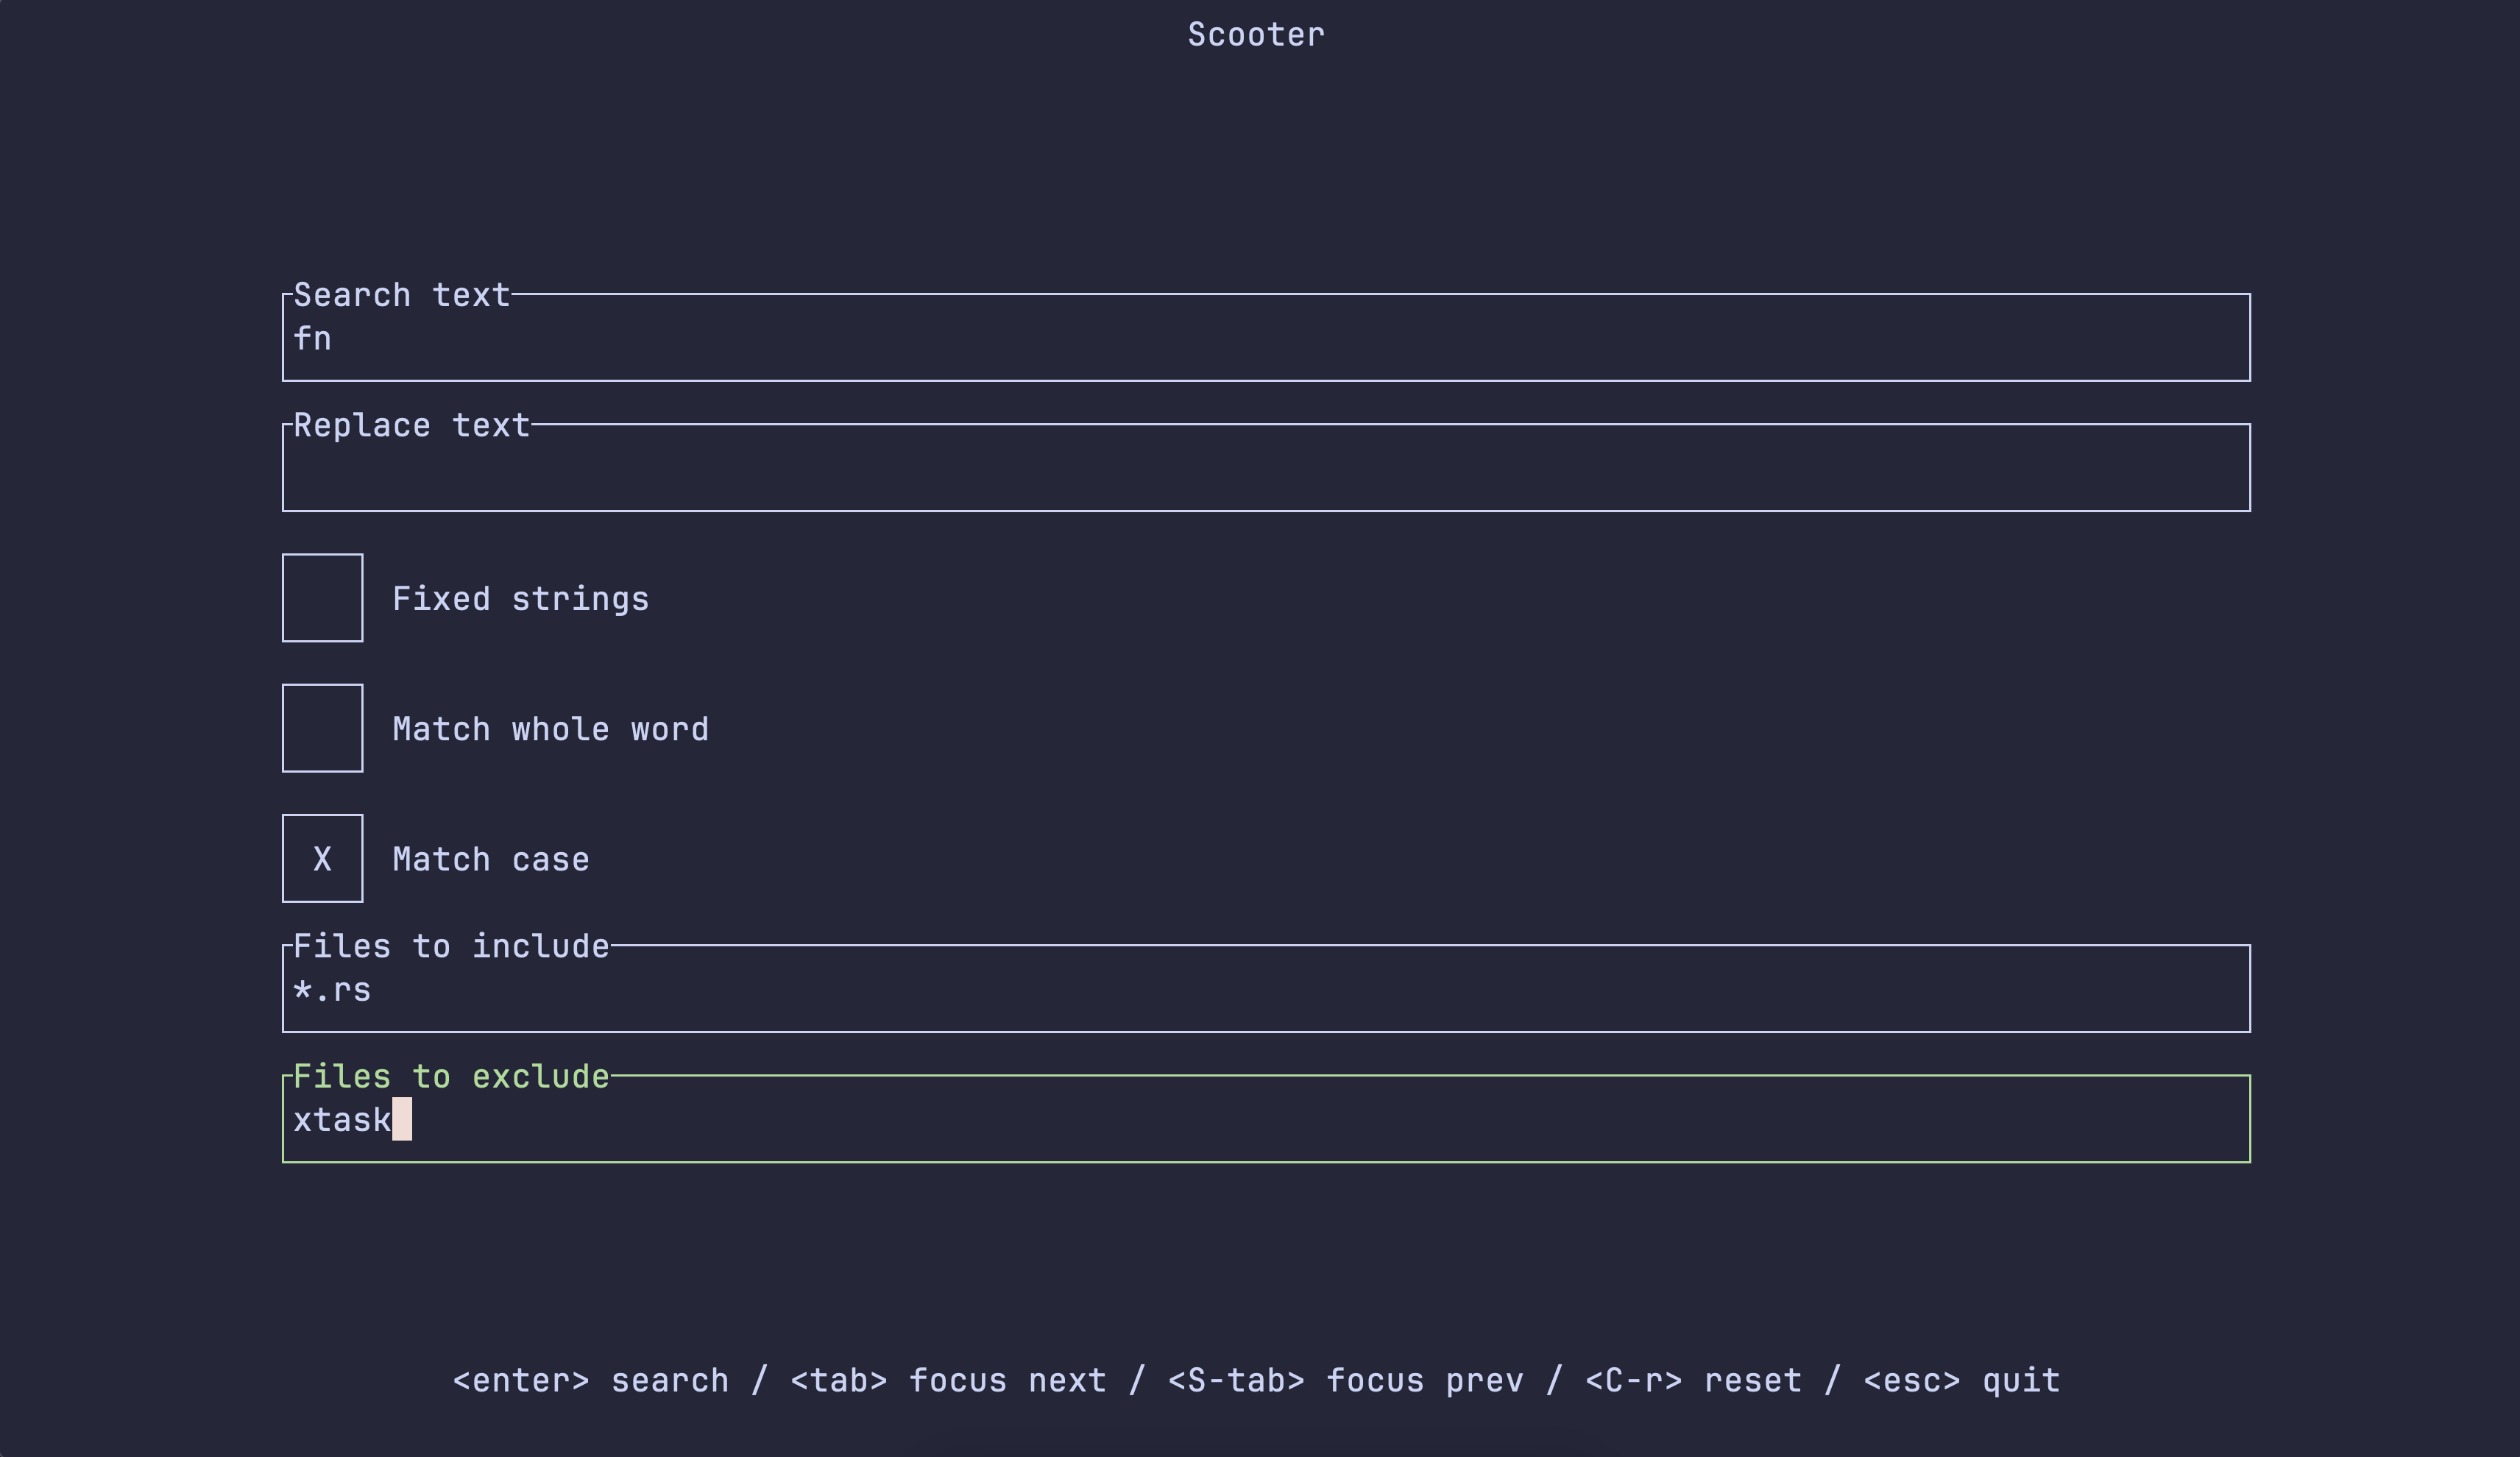 Scooter
Search text
fn
Replace text
Fixed strings
Match whole word
X Match case
Files to include
*.rs
Files to exclude
xtask
<enter> search / <tab> focus next / <S-tab> focus prev / <C-r> reset / <esc> quit